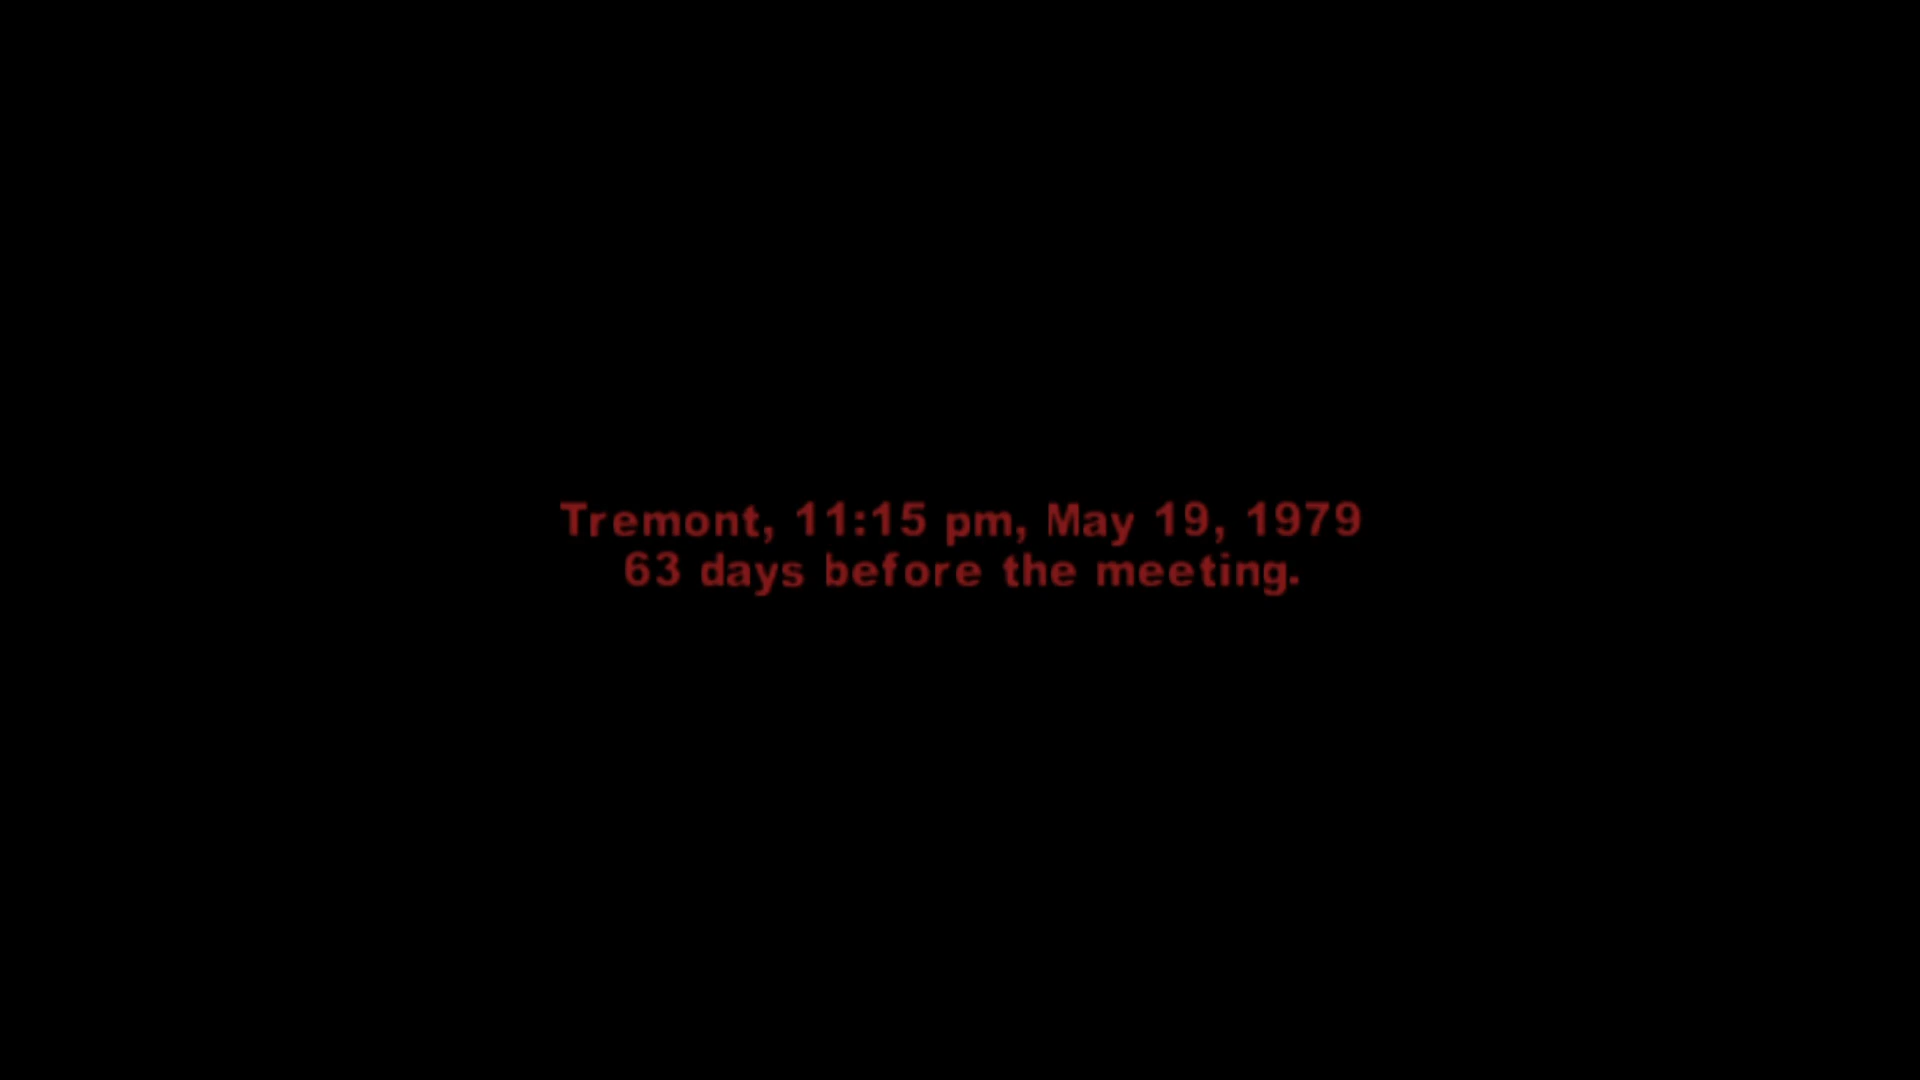 Tremont, 11:15 pm, May 19, 1979
63 days before the meeting.